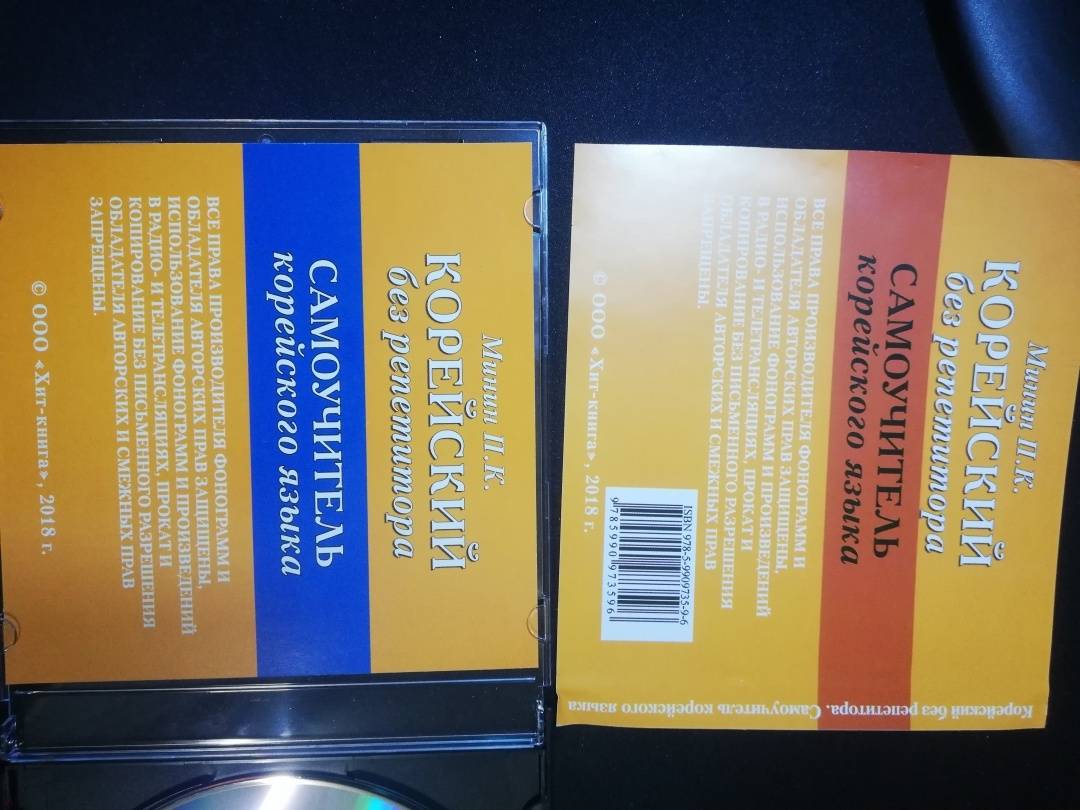 Минин П.К.
КОРЕЙСКИЙ
без репетитора
САМОУЧИТЕЛЬ
корейского языка
ВСЕ ПРАВА ПРОИЗВОДИТЕЛЯ ФОНОГРАММ И
ОБЛАДАТЕЛЯ АВТОРСКИХ ПРАВ ЗАЩИЩЕНЫ,
ИСПОЛЬЗОВАНИЕ ФОНОГРАММ И ПРОИЗВЕДЕНИЙ
В РАДИО- И ТЕЛЕТРАНСЛЯЦИЯХ, ПРОКАТ И
КОПИРОВАНИЕ БЕЗ ПИСЬМЕННОГО РАЗРЕШЕНИЯ
ОБЛАДАТЕЛЯ АВТОРСКИХ И СМЕЖНЫХ ПРАВ
ЗАПРЕЩЕНЫ.
© ООО «Хит-книга», 2018 г.
Минин П.К.
КОРЕЙСКИЙ
без репетитора
САМОУЧИТЕЛЬ
корейского языка
ВСЕ ПРАВА ПРОИЗВОДИТЕЛЯ ФОНОГРАММ И
ОБЛАДАТЕЛЯ АВТОРСКИХ ПРАВ ЗАЩИЩЕНЫ,
ИСПОЛЬЗОВАНИЕ ФОНОГРАММ И ПРОИЗВЕДЕНИЙ
В РАДИО- И ТЕЛЕТРАНСЛЯЦИЯХ, ПРОКАТ И
КОПИРОВАНИЕ БЕЗ ПИСЬМЕННОГО РАЗРЕШЕНИЯ
ОБЛАДАТЕЛЯ АВТОРСКИХ И СМЕЖНЫХ ПРАВ
ЗАПРЕЩЕНЫ.
© ООО «Хит-книга», 2018 г.
ISBN 978-5-9909735-9-6
9 785990 973596
Корейский без репетитора. Самоучитель корейского языка